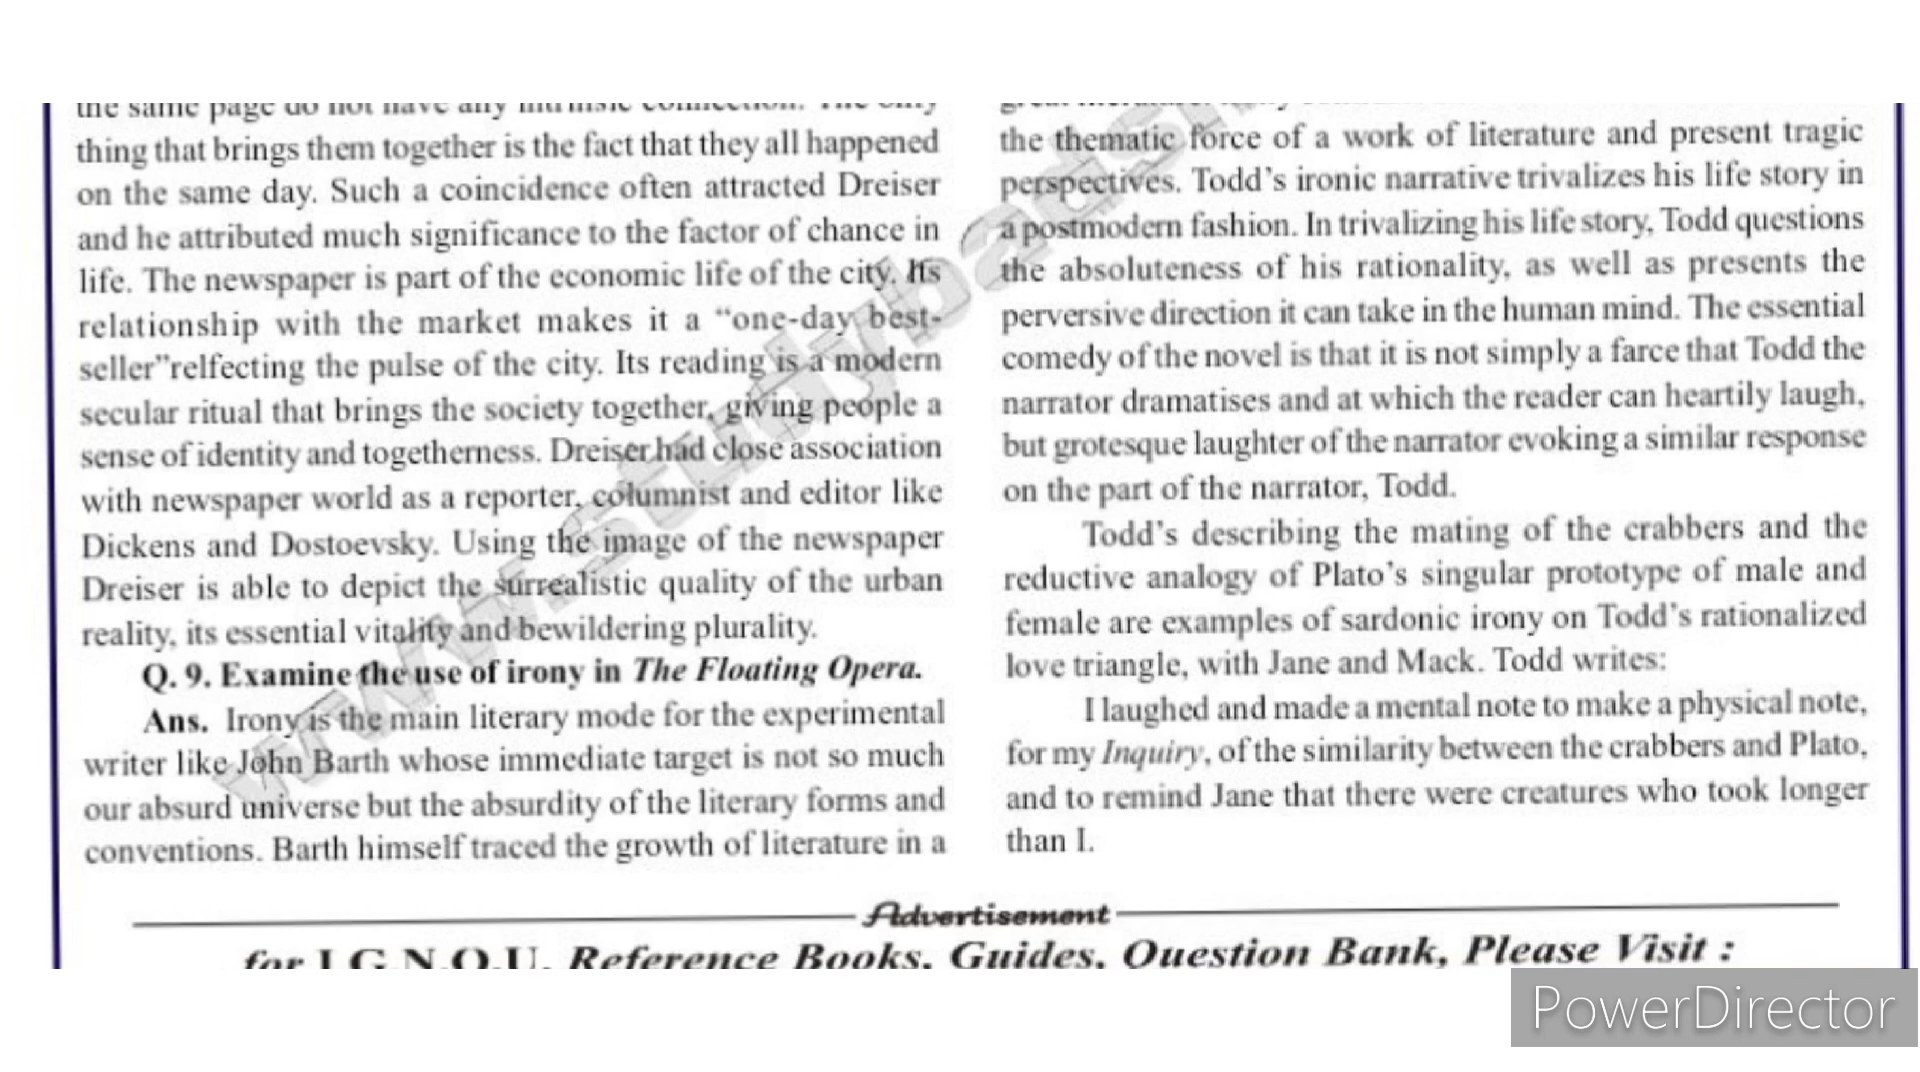 the same page do not have any intrinsic connection. The only
thing that brings them together is the fact that they all happened
on the same day. Such a coincidence often attracted Dreiser
and he attributed much significance to the factor of chance in
life. The newspaper is part of the economic life of the city. Its
relationship with the market makes it a “one-day best-
seller”relfecting the pulse of the city. Its reading is a modern
secular ritual that brings the society together, giving people a
sense of identity and togetherness. Dreiser had close association
with newspaper world as a reporter, columnist and editor like
Dickens and Dostoevsky. Using the image of the newspaper
Dreiser is able to depict the surrealistic quality of the urban
reality, its essential vitality and bewildering plurality.
Q. 9. Examine the use of irony in The Floating Opera.
Ans. Irony is the main literary mode for the experimental
writer like John Barth whose immediate target is not so much
our absurd universe but the absurdity of the literary forms and
conventions. Barth himself traced the growth of literature in a
the thematic force of a work of literature and present tragic
perspectives. Todd’s ironic narrative trivalizes his life story in
a postmodern fashion. In trivalizing his life story, Todd questions
the absoluteness of his rationality, as well as presents the
perversive direction it can take in the human mind. The essential
comedy of the novel is that it is not simply a farce that Todd the
narrator dramatises and at which the reader can heartily laugh,
but grotesque laughter of the narrator evoking a similar response
on the part of the narrator, Todd.
Todd’s describing the mating of the crabbers and the
reductive analogy of Plato’s singular prototype of male and
female are examples of sardonic irony on Todd’s rationalized
love triangle, with Jane and Mack. Todd writes:
I laughed and made a mental note to make a physical note,
for my Inquiry, of the similarity between the crabbers and Plato,
and to remind Jane that there were creatures who took longer
than I.
Advertisement
for I.G.N.O.U. Reference Books, Guides, Question Bank, Please Visit :
PowerDirector